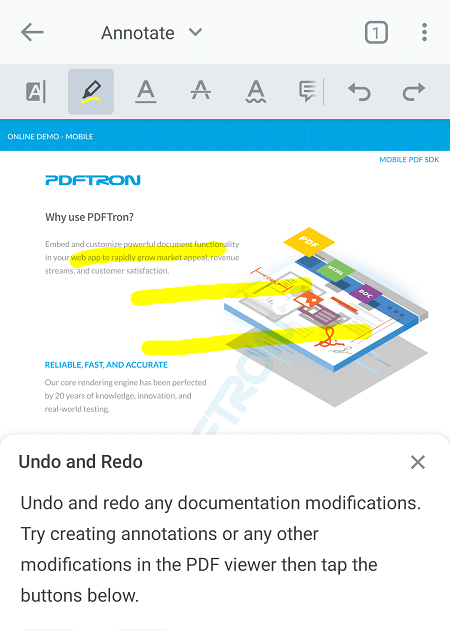 Annotate
1
A
A
A
A
ONLINE DEMO - MOBILE
MOBILE PDF SDK
PDFTRON
Why use PDFTron?
Embed and customize powerful document functionality
in your web app to rapidly grow market appeal, revenue
streams, and customer satisfaction.
PDF
HTML
DOC
RELIABLE, FAST, AND ACCURATE
Our core rendering engine has been perfected
by 20 years of knowledge, innovation, and
real-world testing.
Undo and Redo
Undo and redo any documentation modifications.
Try creating annotations or any other
modifications in the PDF viewer then tap the
buttons below.